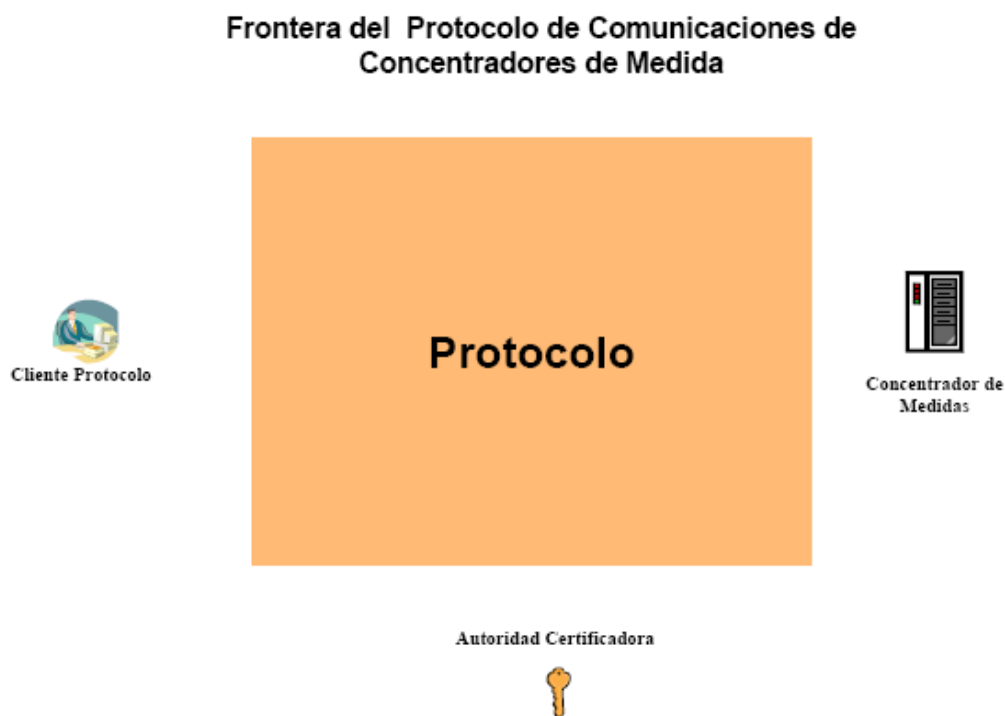 Frontera del Protocolo de Comunicaciones de
Concentradores de Medida
Protocolo
Cliente Protocolo
Concentrador de
Medidas
Autoridad Certificadora